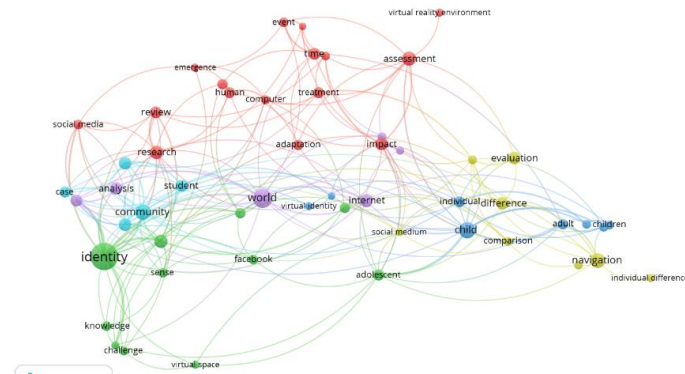 virtual reality environment
event
time
assessment
emergence
human
computer
treatment
review
social media
research
adaptation
impact
evaluation
case
analysis
student
world
internet
individual
difference
virtual identity
community
child
adult
children
social medium
comparison
identity
sense
facebook
adolescent
navigation
individual difference
knowledge
challenge
virtual space